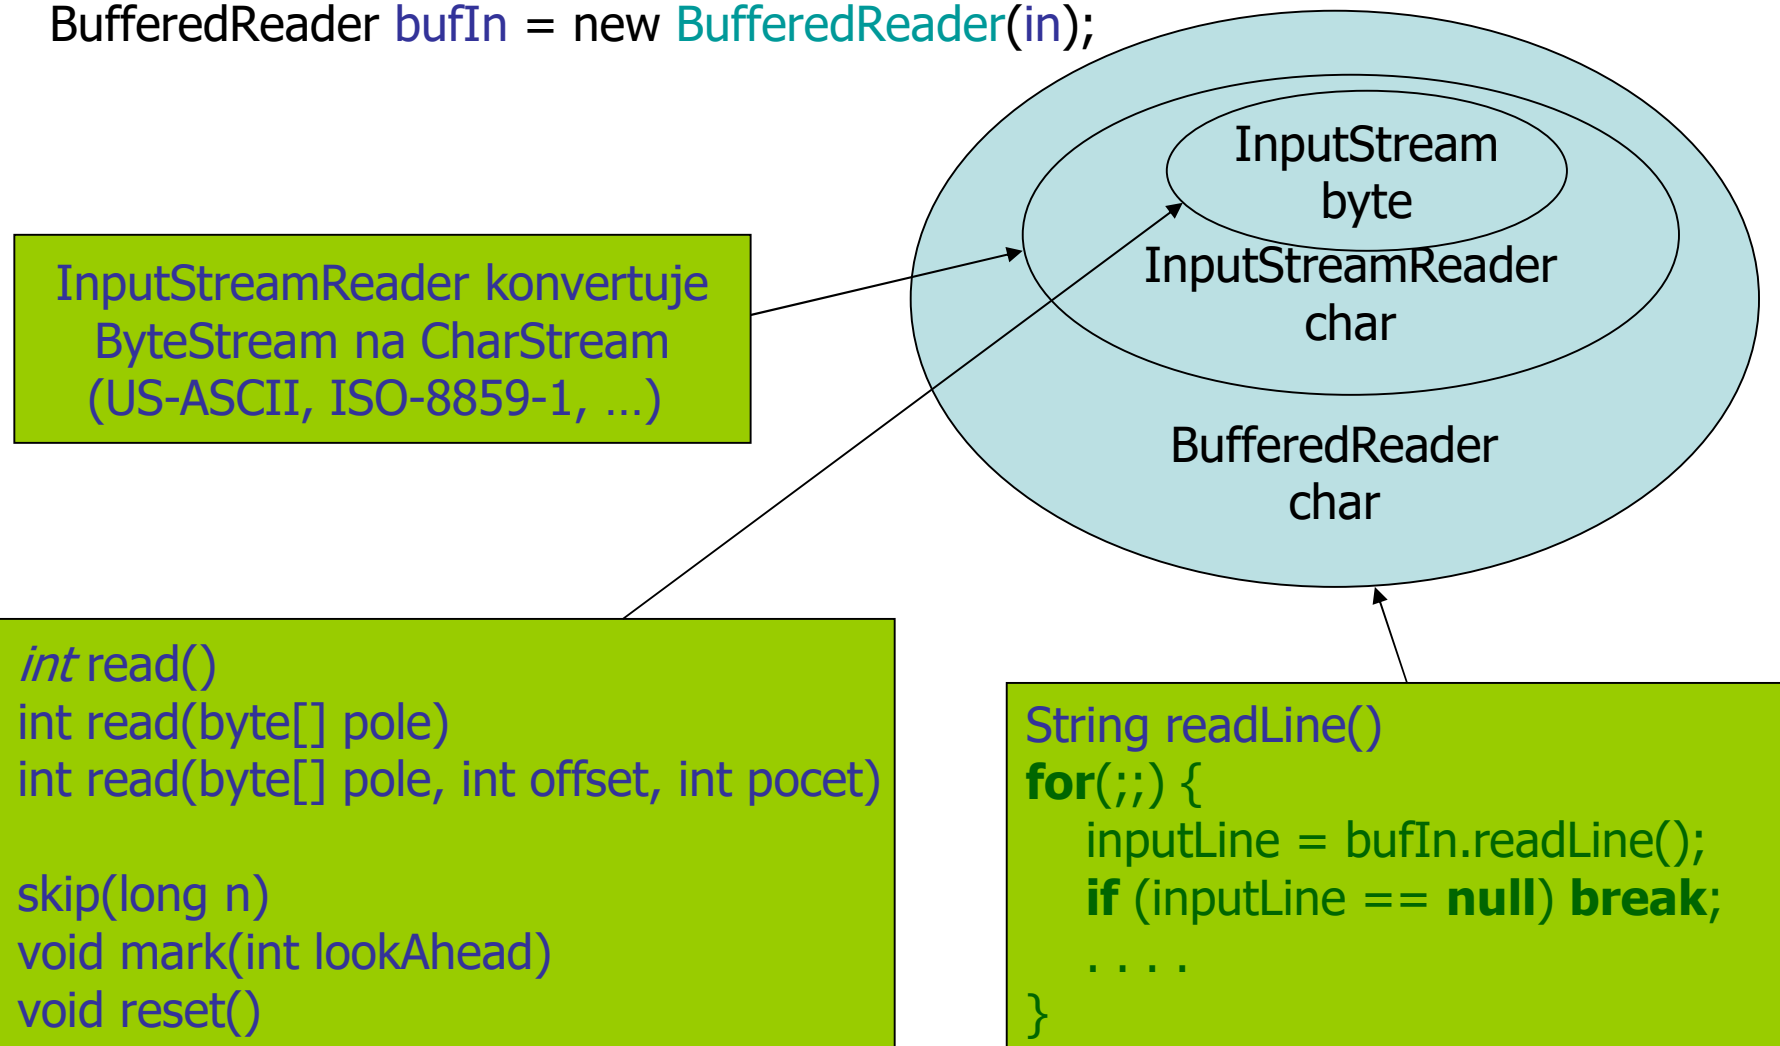 BufferedReader bufIn = new BufferedReader(in);
InputStream
byte
InputStreamReader
char
BufferedReader
char
InputStreamReader konvertuje
ByteStream na CharStream
(US-ASCII, ISO-8859-1, …)
int read()
int read(byte[] pole)
int read(byte[] pole, int offset, int pocet)
skip(long n)
void mark(int lookAhead)
void reset()
String readLine()
for(;;) {
inputLine = bufIn.readLine();
if (inputLine == null) break;
. . . .
}